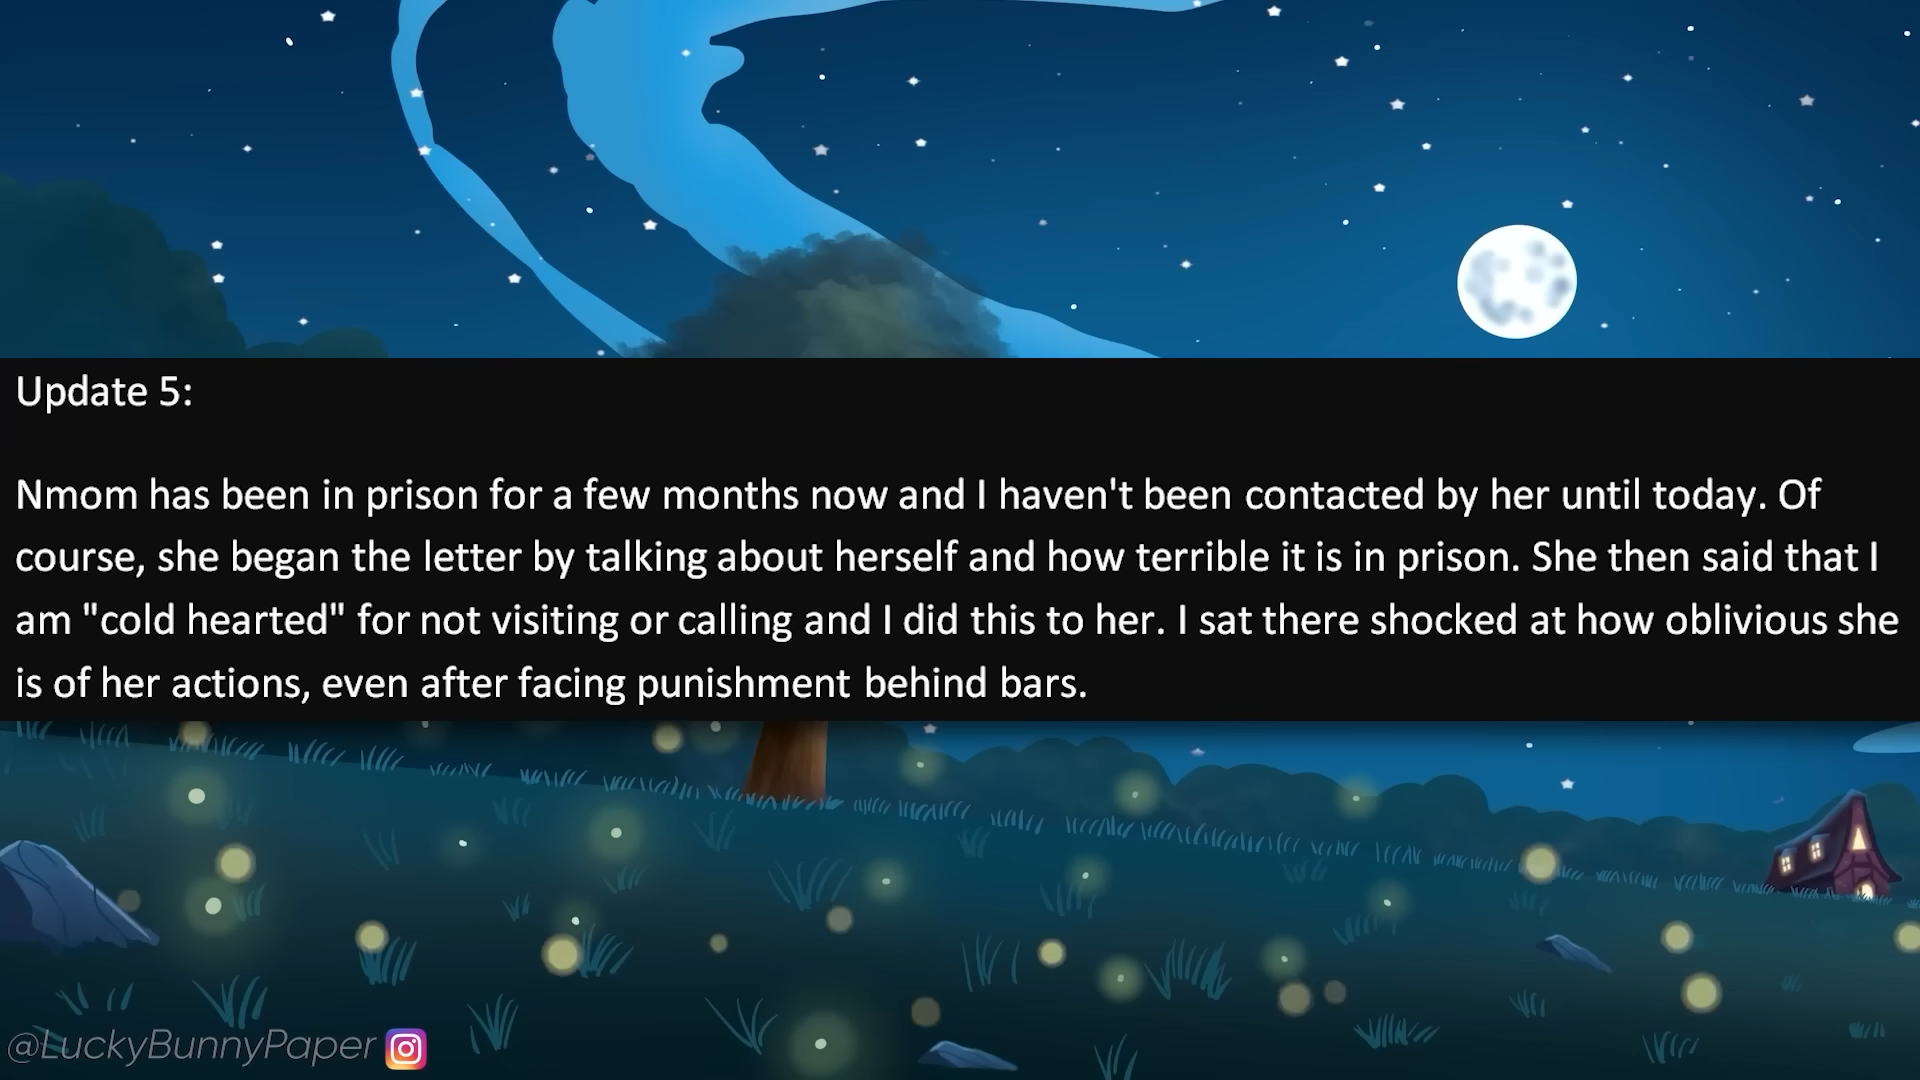 Update 5:
Nmom has been in prison for a few months now and I haven't been contacted by her until today. Of
course, she began the letter by talking about herself and how terrible it is in prison. She then said that I
am "cold hearted" for not visiting or calling and I did this to her. I sat there shocked at how oblivious she
is of her actions, even after facing punishment behind bars.
@LuckyBunnyPaper